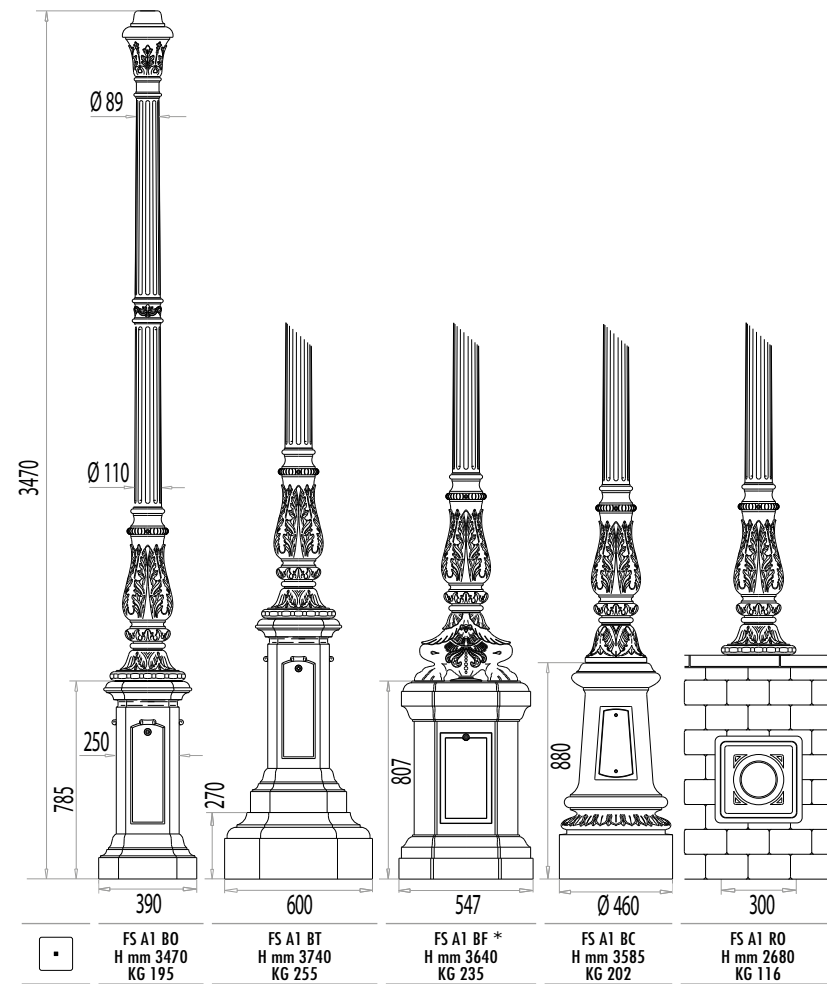 Ø 89
3470
Ø 110
250
785
270
807
880
390
600
547
Ø 460
300
FS A1 BO
H mm 3470
KG 195
FS A1 BT
H mm 3740
KG 255
FS A1 BF *
H mm 3640
KG 235
FS A1 BC
H mm 3585
KG 202
FS A1 RO
H mm 2680
KG 116